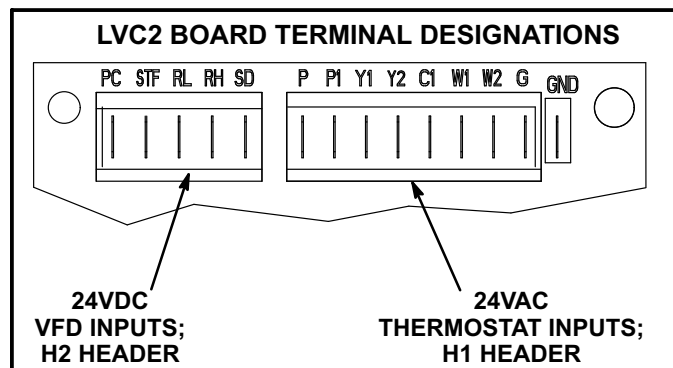 LVC2 BOARD TERMINAL DESIGNATIONS
PC STF RL RH SD P P1 Y1 Y2 C1 W1 W2 G GND
24VDC
VFD INPUTS;
H2 HEADER
24VAC
THERMOSTAT INPUTS;
H1 HEADER